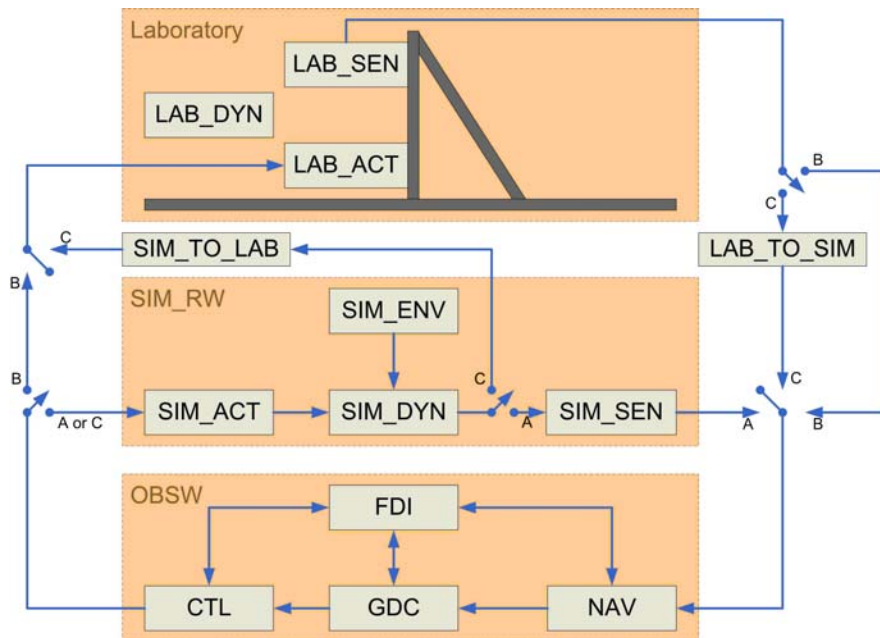 Laboratory
LAB_SEN
LAB_DYN
LAB_ACT
B
C
C
SIM_TO_LAB
LAB_TO_SIM
B
SIM_RW
SIM_ENV
B
C
C
SIM_ACT
SIM_DYN
SIM_SEN
A or C
A
A
B
OBSW
FDI
CTL
GDC
NAV